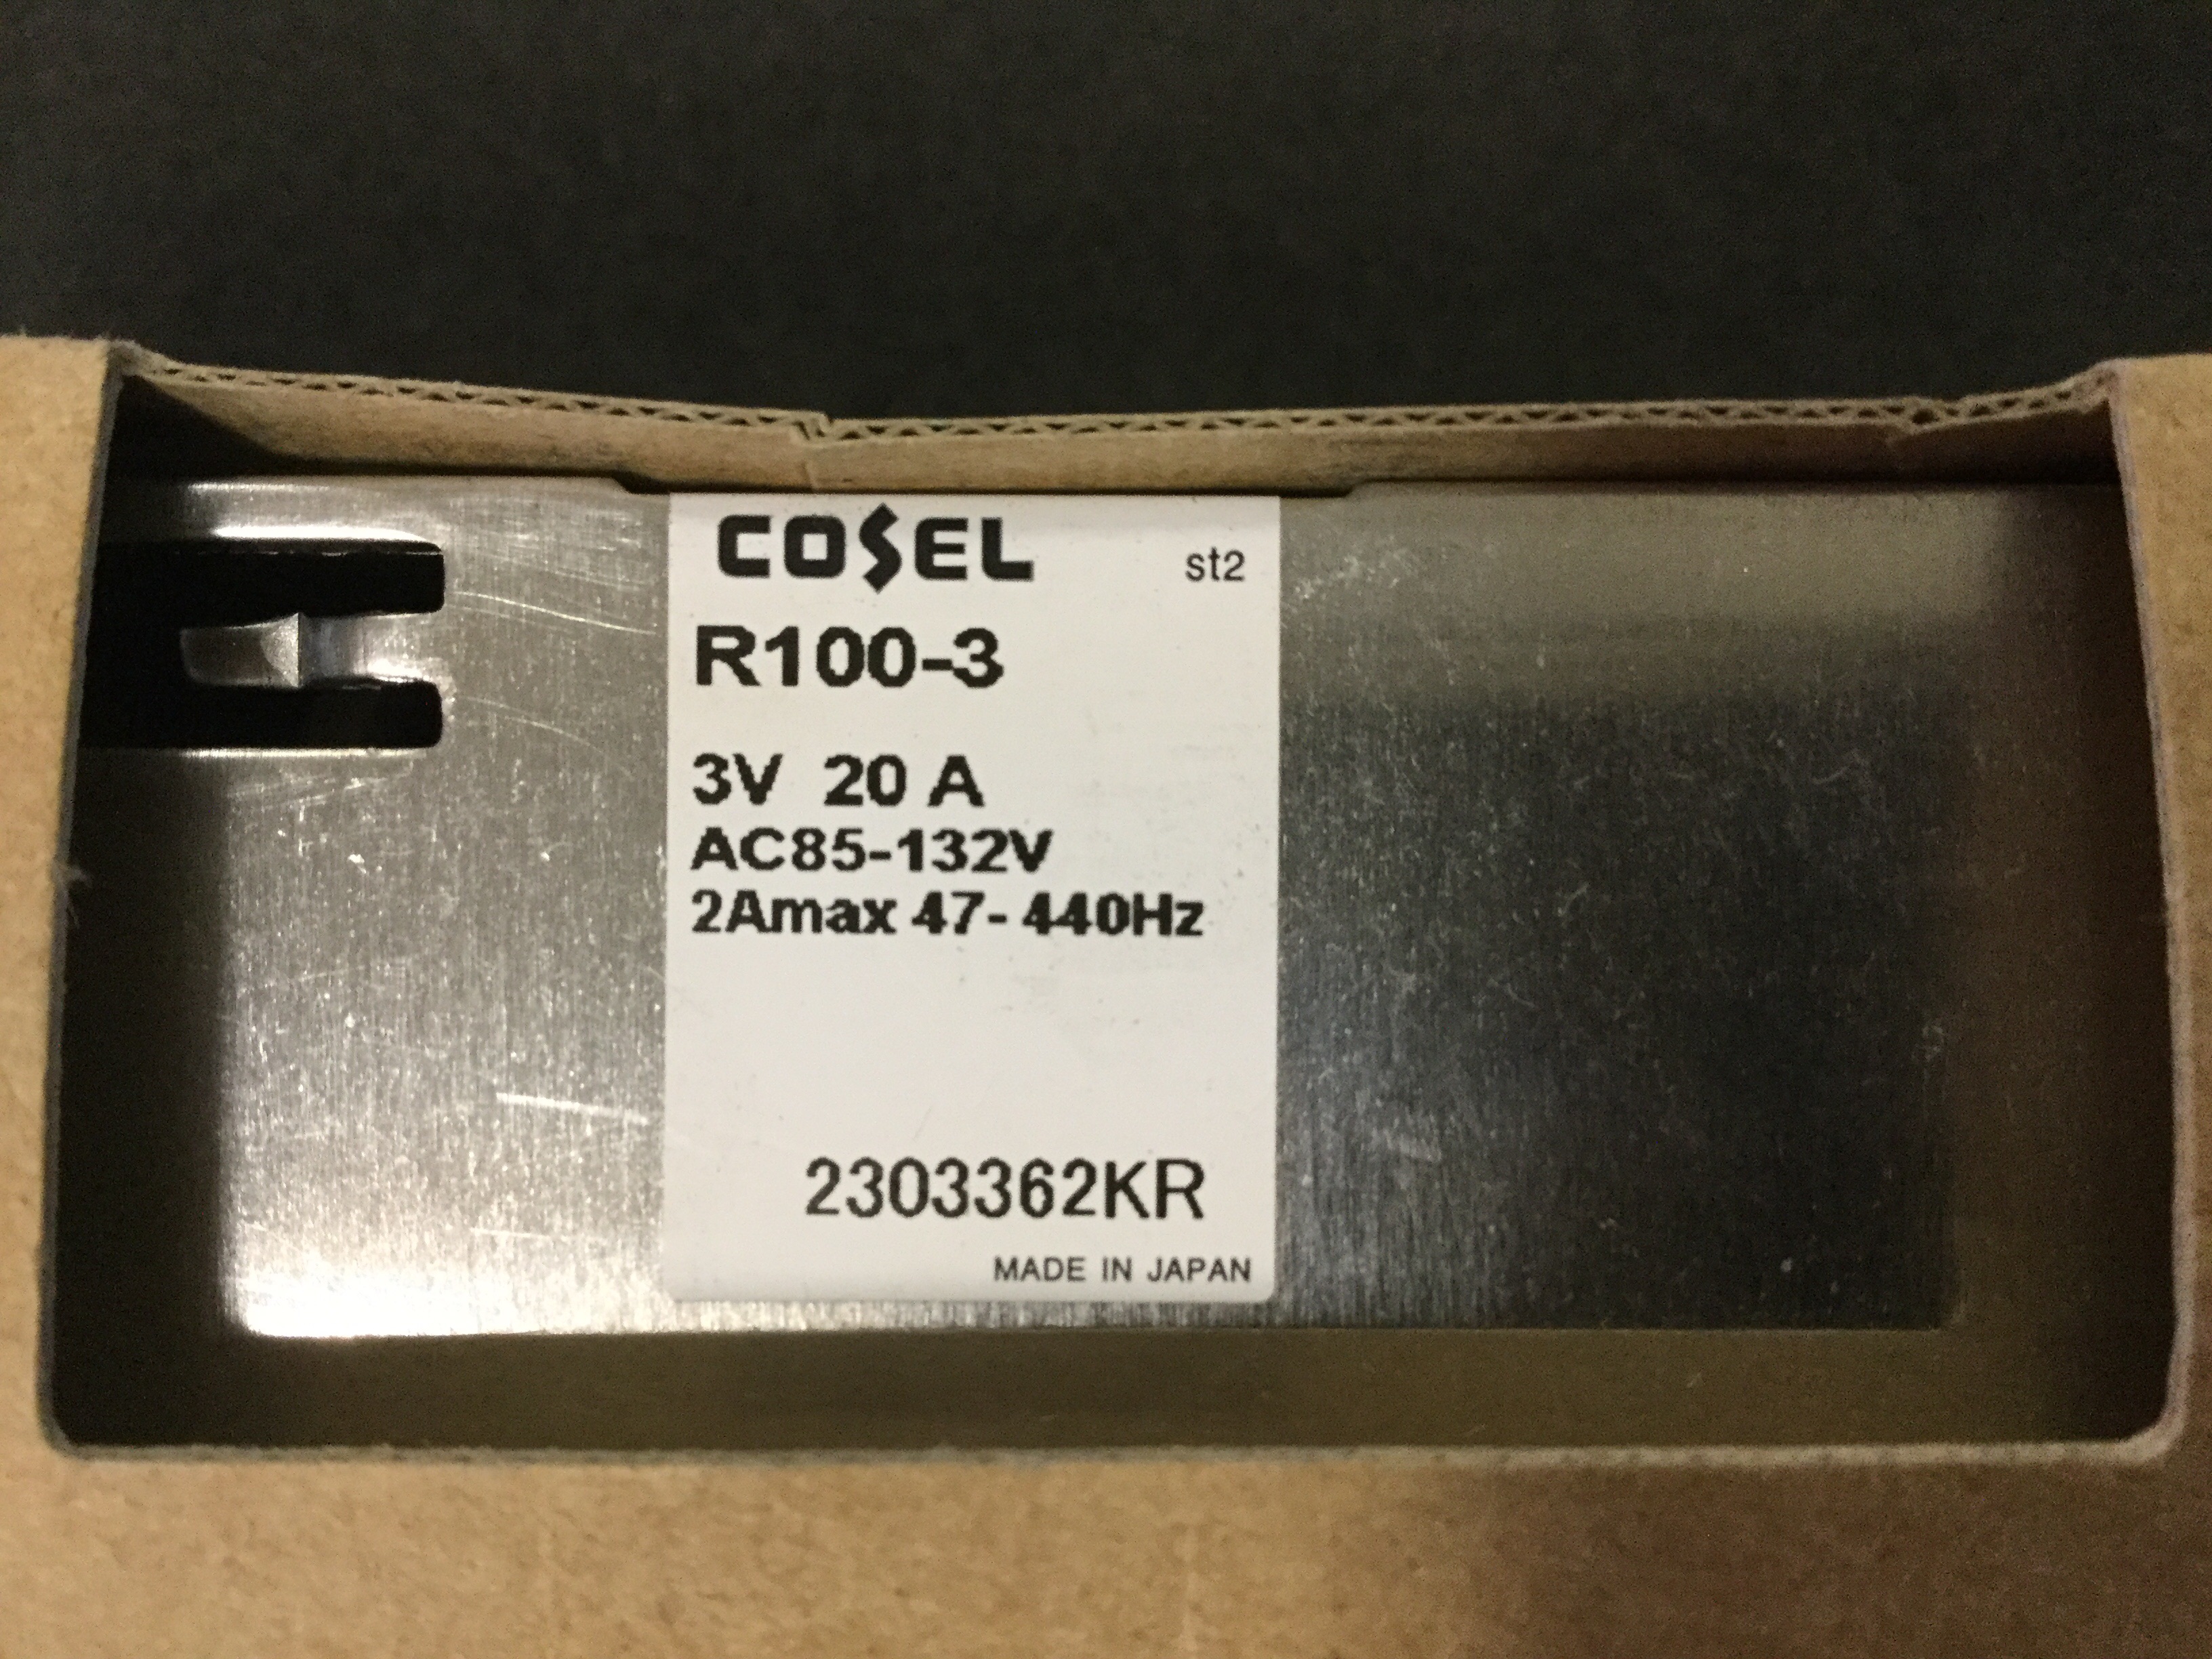 COSEL st2
R100-3
3V 20 A
AC85-132V
2Amax 47-440Hz
2303362KR
MADE IN JAPAN